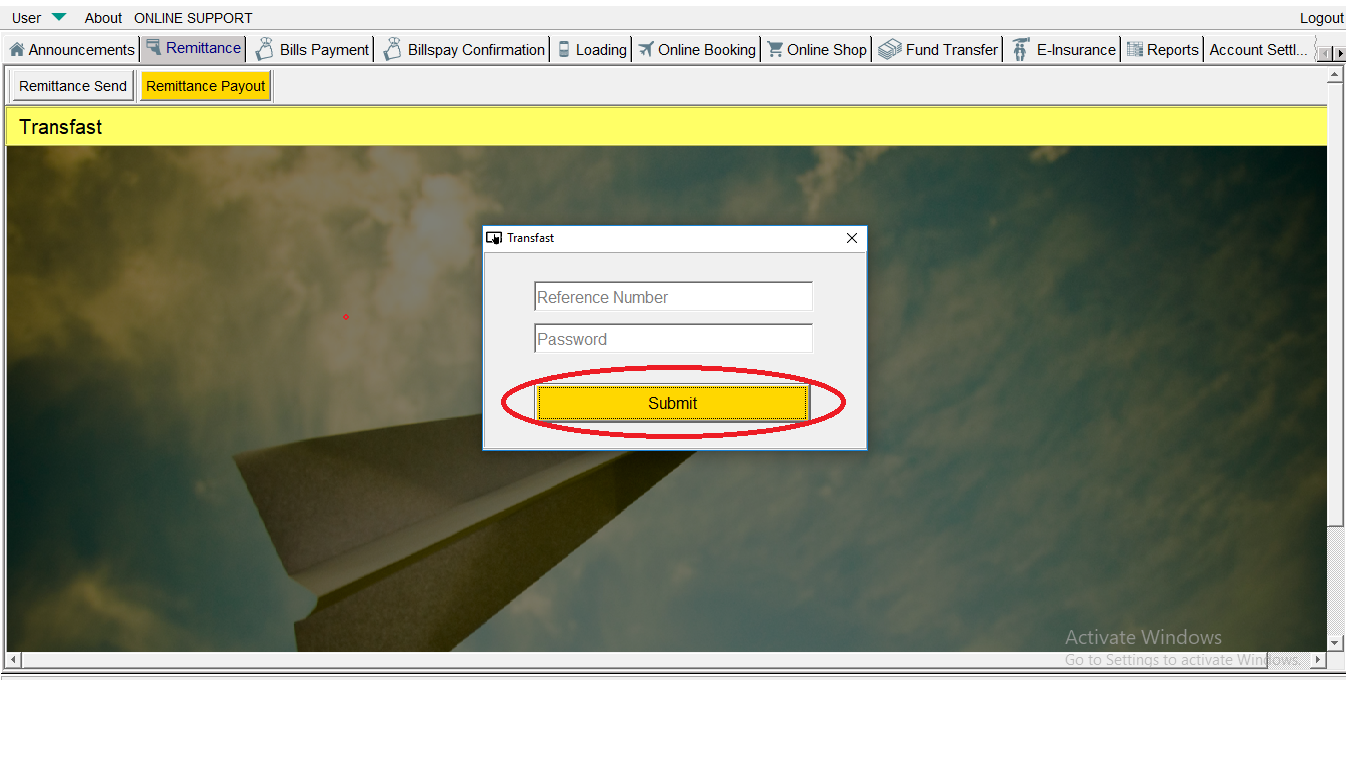 User About ONLINE SUPPORT Logout
Announcements Remittance Bills Payment Billspay Confirmation Loading Online Booking Online Shop Fund Transfer E-Insurance Reports Account Settl...
Remittance Send Remittance Payout
Transfast
Transfast
Reference Number
Password
Submit
Activate Windows
Go to Settings to activate Windows.